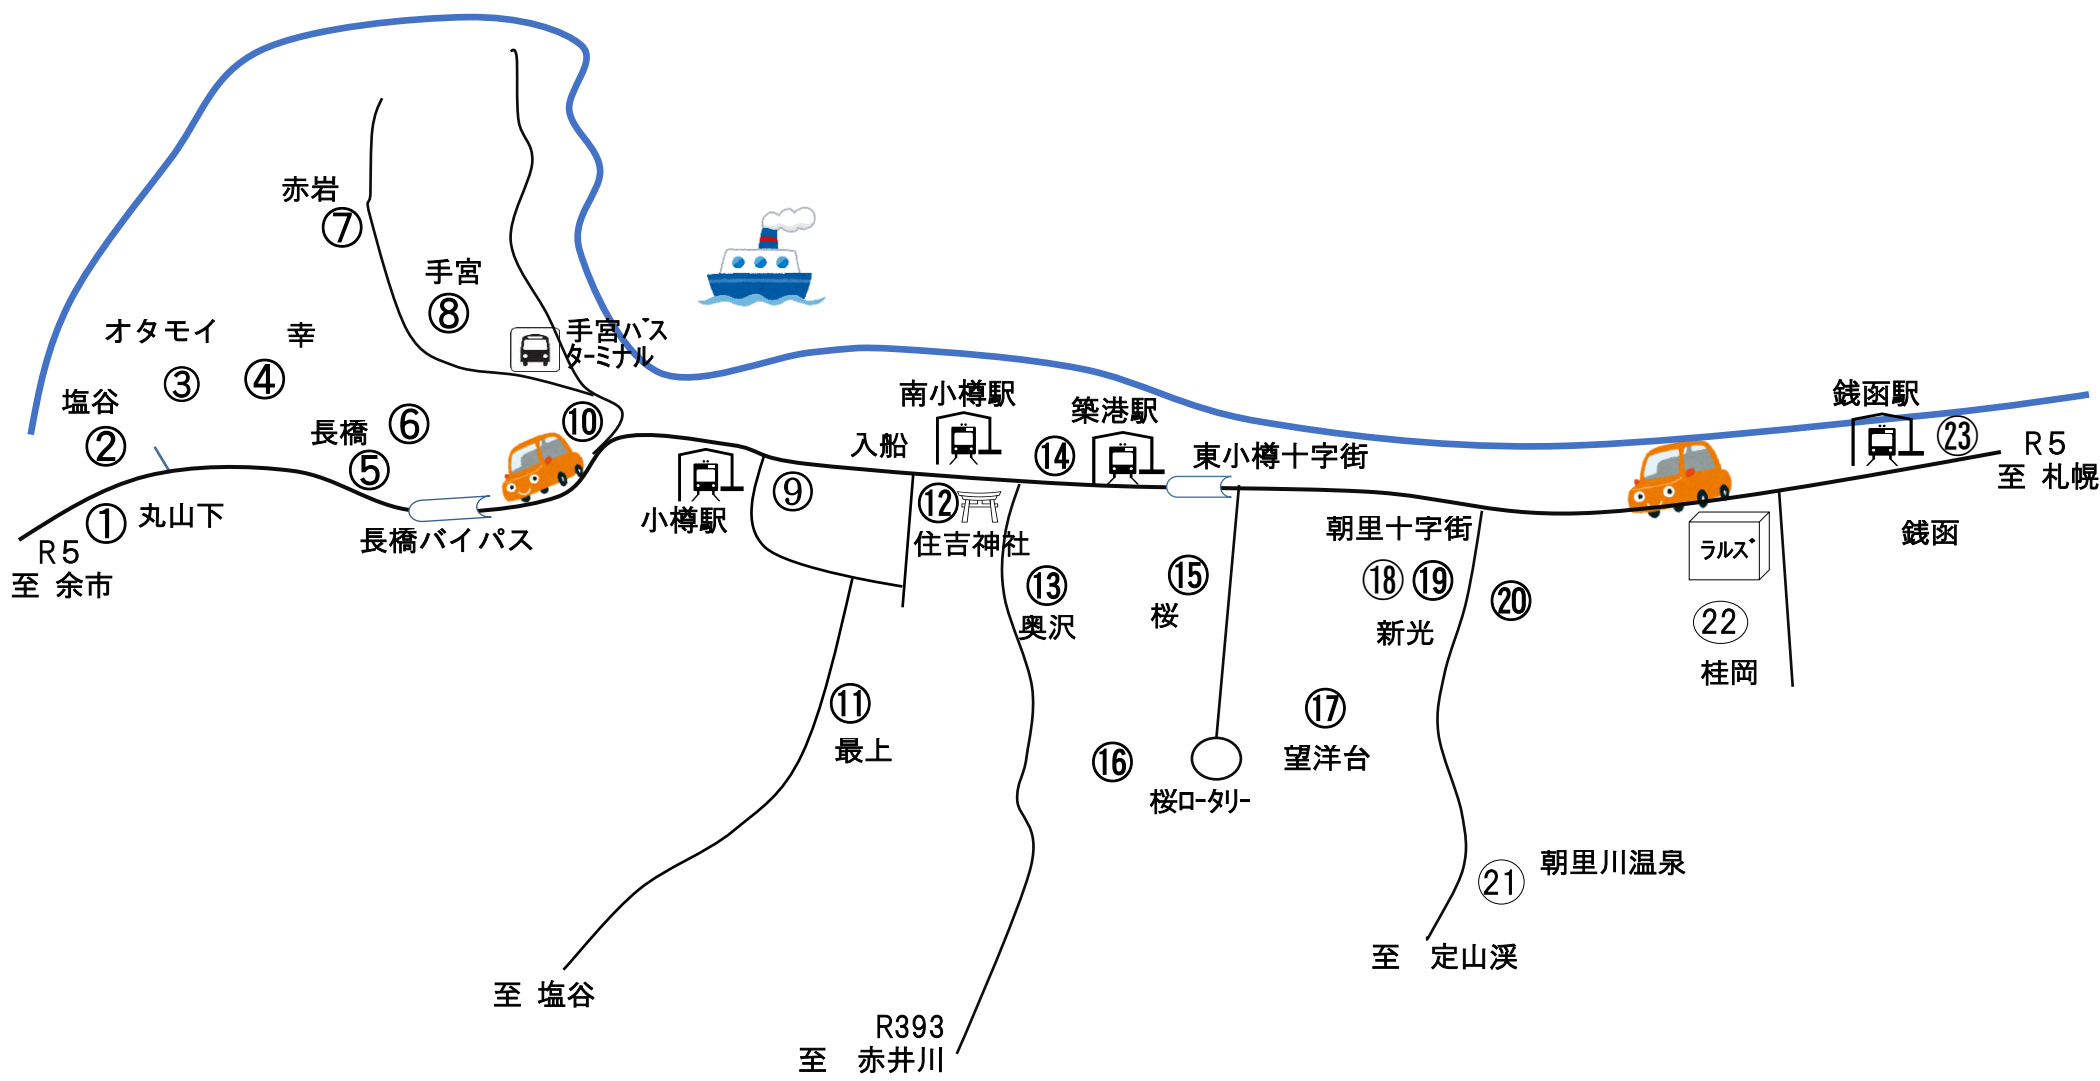 赤岩
⑦
手宮
⑧
オタモイ
③
幸
④
手宮バス
ターミナル
塩谷
②
長橋
⑥
⑤
⑩
① 丸山下
R5
至 余市
長橋バイパス
小樽駅
⑨
入船
南小樽駅
⑭
築港駅
東小樽十字街
⑫
住吉神社
⑬
奥沢
⑮
桜
朝里十字街
⑱ ⑲
新光
⑳
ラルズ
㉒
桂岡
銭函駅
㉓
R5
至 札幌
銭函
⑪
最上
⑯
桜ロータリー
⑰
望洋台
㉑
朝里川温泉
至 定山渓
至 塩谷
R393
至 赤井川